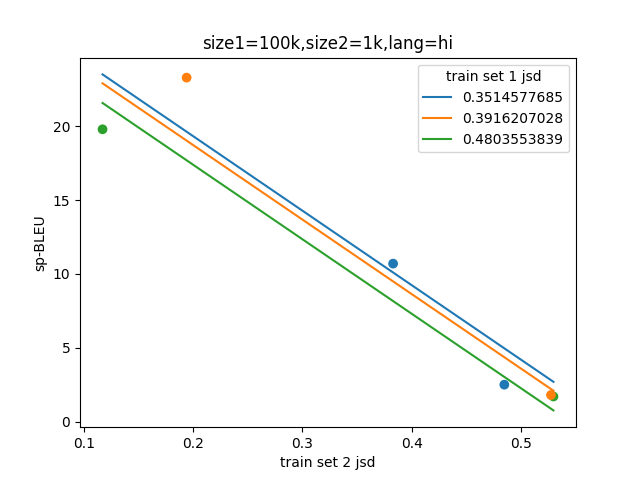 size1=100k,size2=1k,lang=hi
train set 1 jsd
0.3514577685
0.3916207028
0.4803553839
sp-BLEU
20
15
10
5
0
0.1 0.2 0.3 0.4 0.5
train set 2 jsd